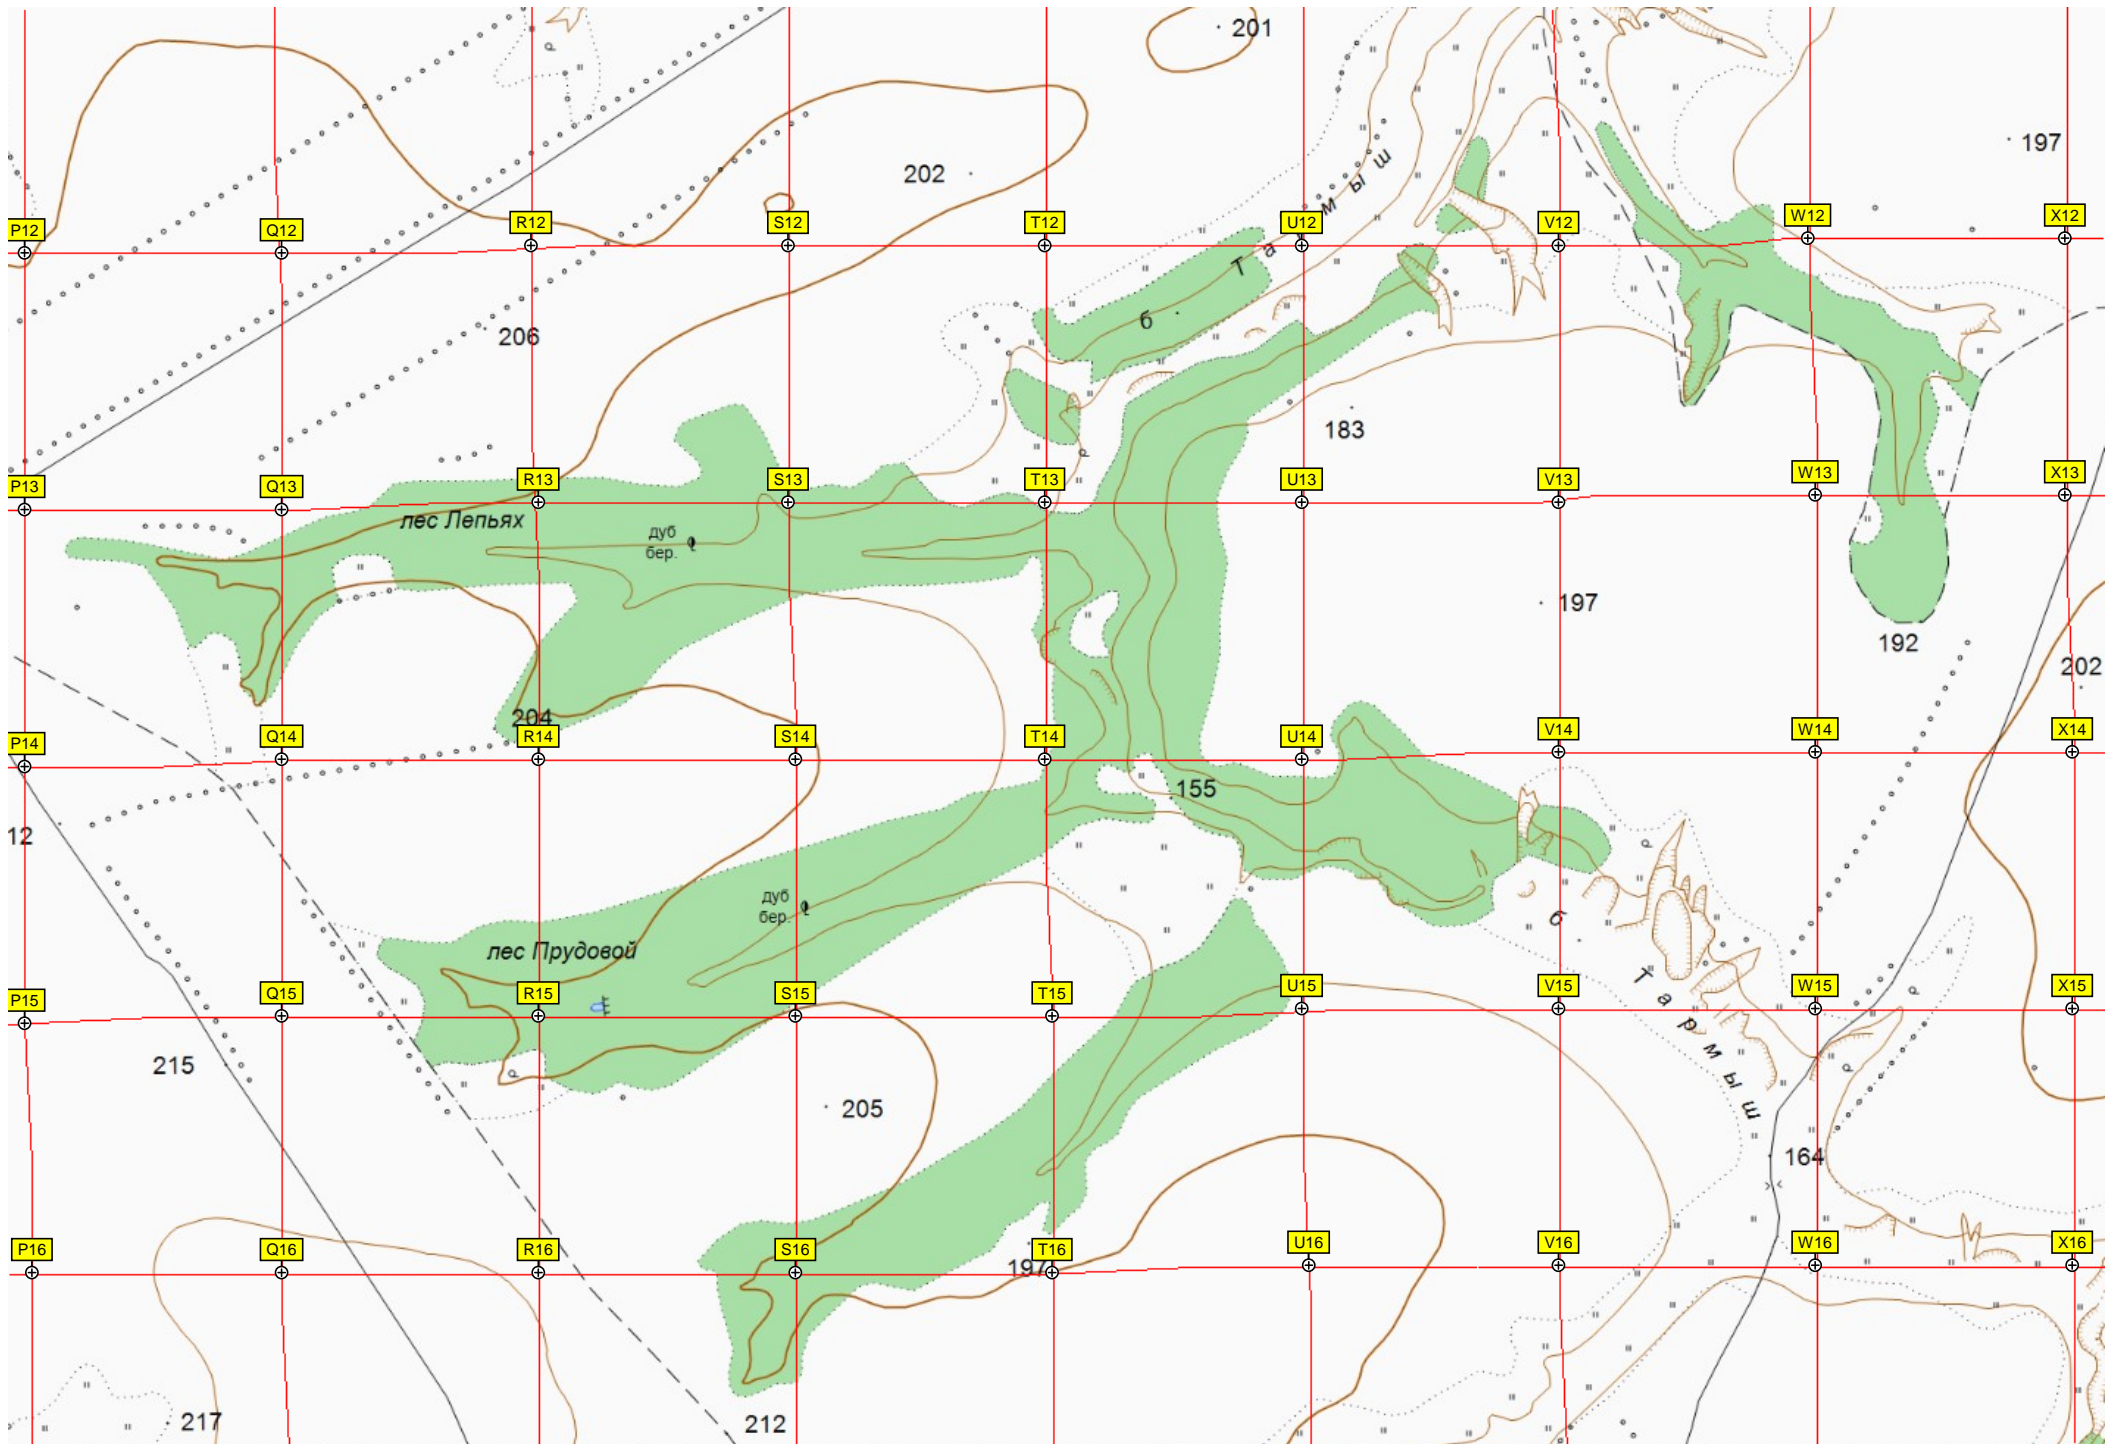 201
197
202
P12 Q12 R12 S12 T12 U12 V12 W12 X12
б. Тармыш
206
183
P13 Q13 R13 S13 T13 U13 V13 W13 X13
лес Лепьях
дуб
бер.
197
192
202
204
P14 Q14 R14 S14 T14 U14 V14 W14 X14
155
12
дуб
бер.
лес Прудовой
б. Тармыш
P15 Q15 R15 S15 T15 U15 V15 W15 X15
215
205
164
P16 Q16 R16 S16 T16 U16 V16 W16 X16
197
217
212